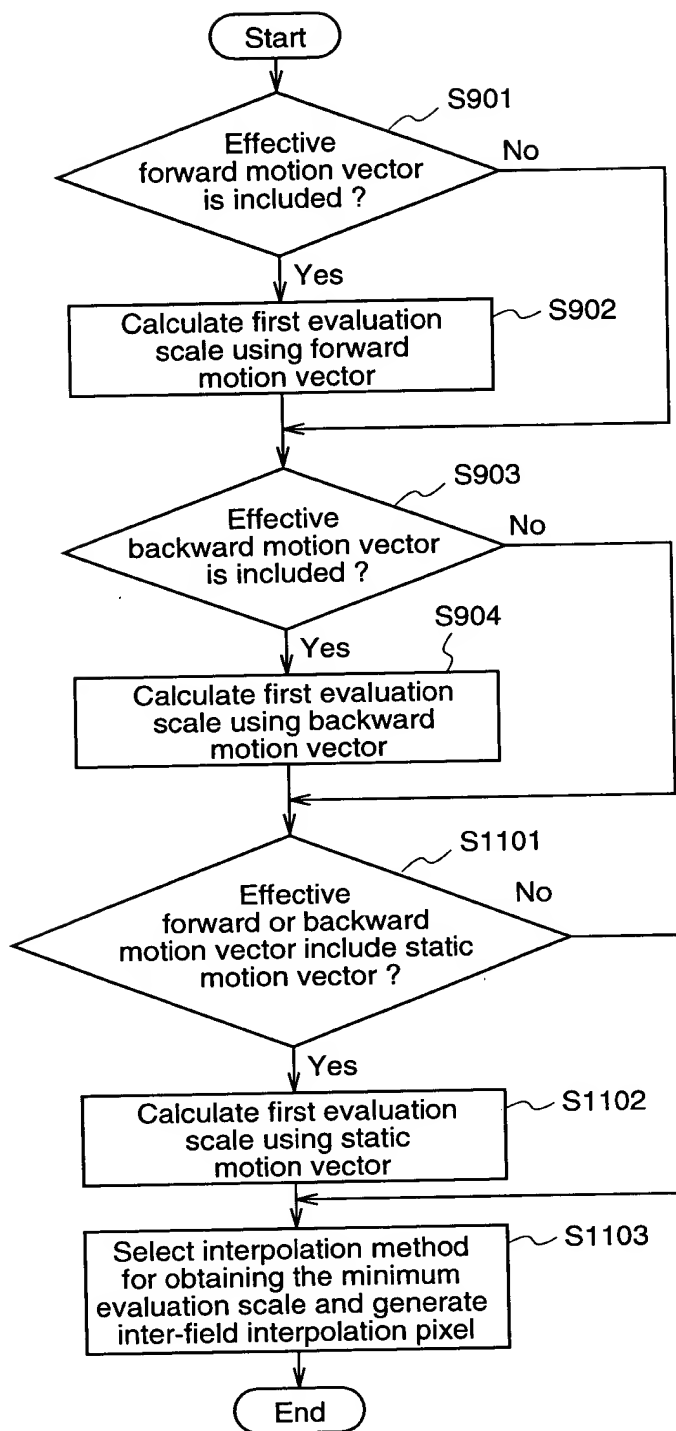 Start
S901
Effective
forward motion vector
is included ?
No
Yes
Calculate first evaluation
scale using forward
motion vector
S902
S903
Effective
backward motion vector
is included ?
No
Yes
S904
Calculate first evaluation
scale using backward
motion vector
S1101
Effective
forward or backward
motion vector include static
motion vector ?
No
Yes
Calculate first evaluation
scale using static
motion vector
S1102
Select interpolation method
for obtaining the minimum
evaluation scale and generate
inter-field interpolation pixel
S1103
End